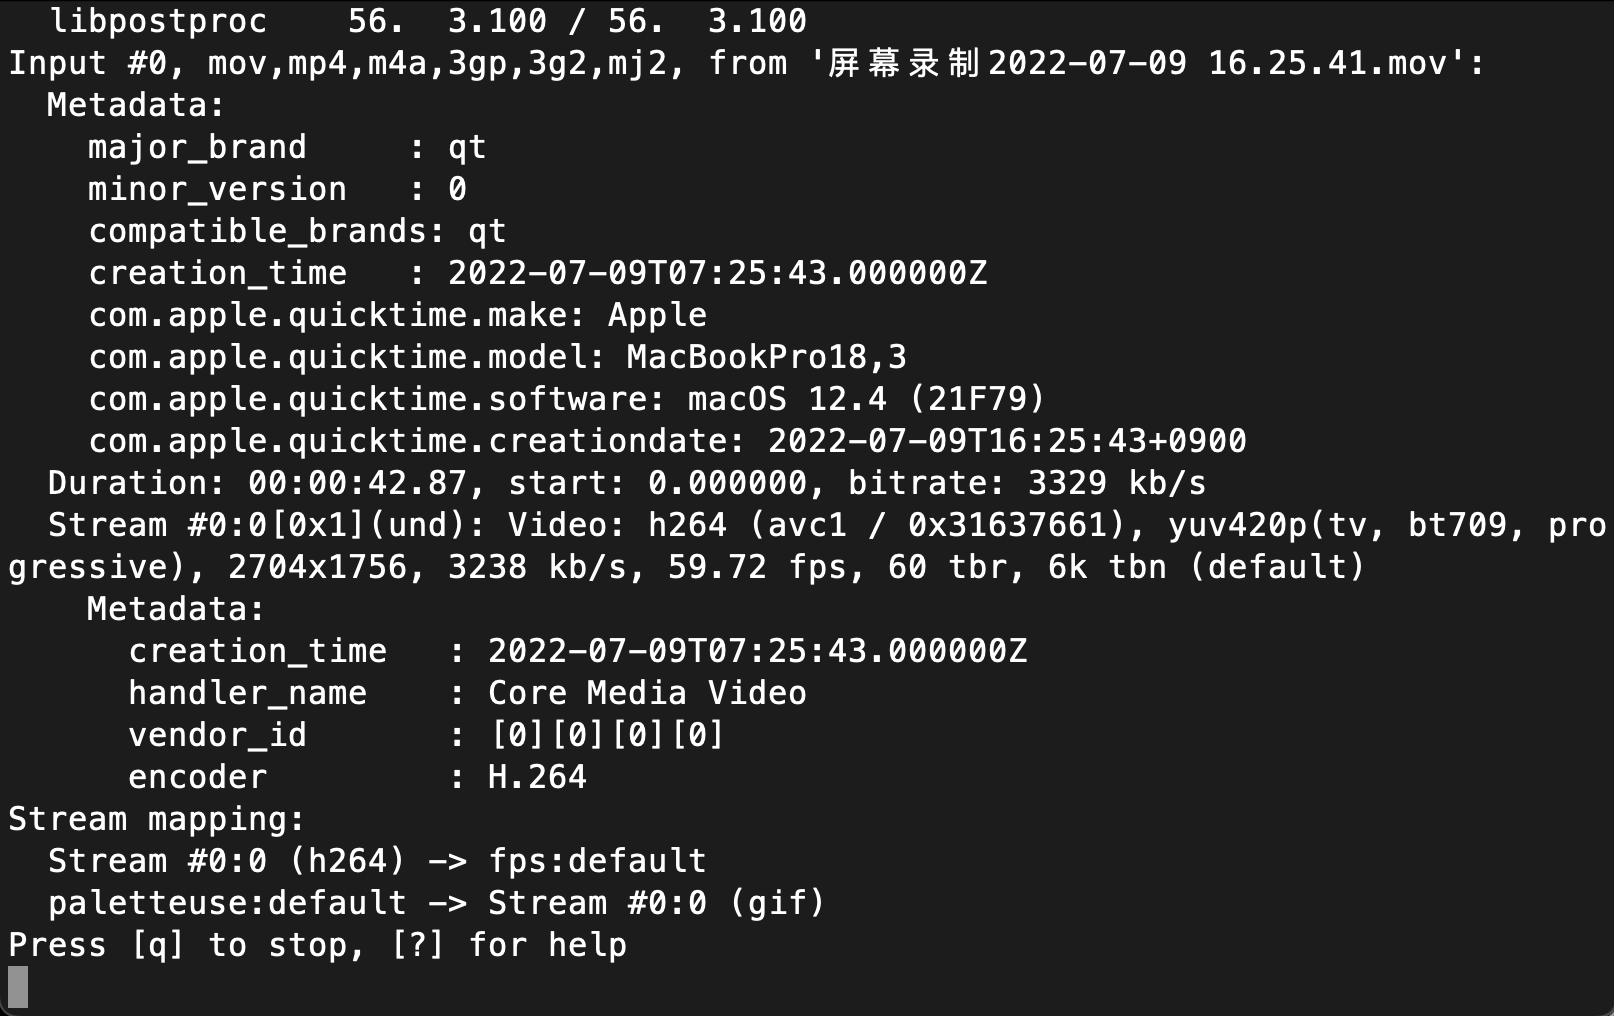 libpostproc    56.  3.100 / 56.  3.100
Input #0, mov,mp4,m4a,3gp,3g2,mj2, from '屏幕录制2022-07-09 16.25.41.mov':
  Metadata:
    major_brand     : qt
    minor_version   : 0
    compatible_brands: qt
    creation_time   : 2022-07-09T07:25:43.000000Z
    com.apple.quicktime.make: Apple
    com.apple.quicktime.model: MacBookPro18,3
    com.apple.quicktime.software: macOS 12.4 (21F79)
    com.apple.quicktime.creationdate: 2022-07-09T16:25:43+0900
  Duration: 00:00:42.87, start: 0.000000, bitrate: 3329 kb/s
  Stream #0:0[0x1](und): Video: h264 (avc1 / 0x31637661), yuv420p(tv, bt709, pro
gressive), 2704x1756, 3238 kb/s, 59.72 fps, 60 tbr, 6k tbn (default)
    Metadata:
      creation_time   : 2022-07-09T07:25:43.000000Z
      handler_name    : Core Media Video
      vendor_id       : [0][0][0][0]
      encoder         : H.264
Stream mapping:
  Stream #0:0 (h264) -> fps:default
  paletteuse:default -> Stream #0:0 (gif)
Press [q] to stop, [?] for help